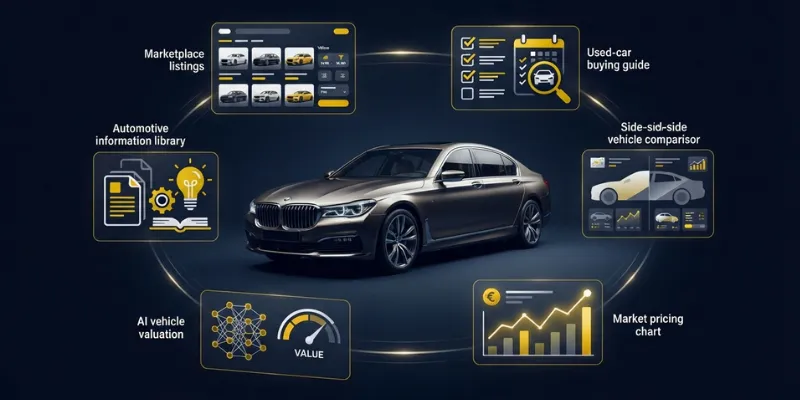 Marketplace
listings
Used-car
buying guide
Automotive
information library
Side-sid-side
vehicle comparisor
AI vehicle
valuation
VALUE
€
Market pricing
chart